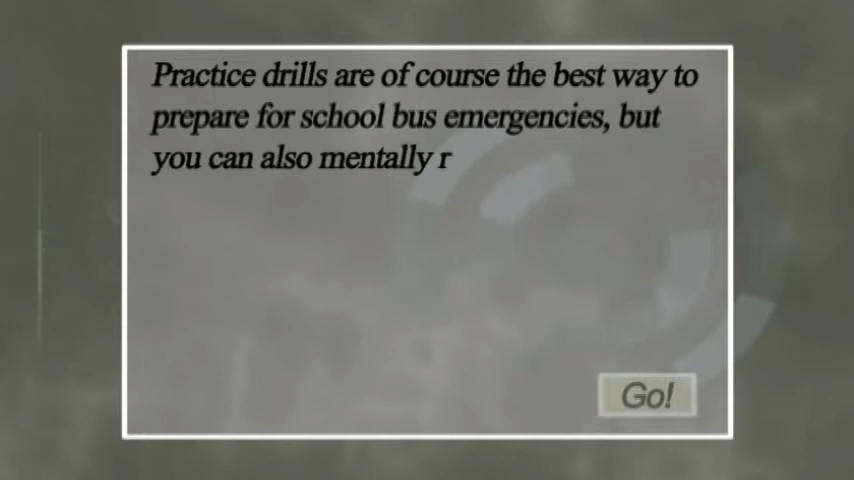 Practice drills are of course the best way to
prepare for school bus emergencies, but
you can also mentally r
Go!